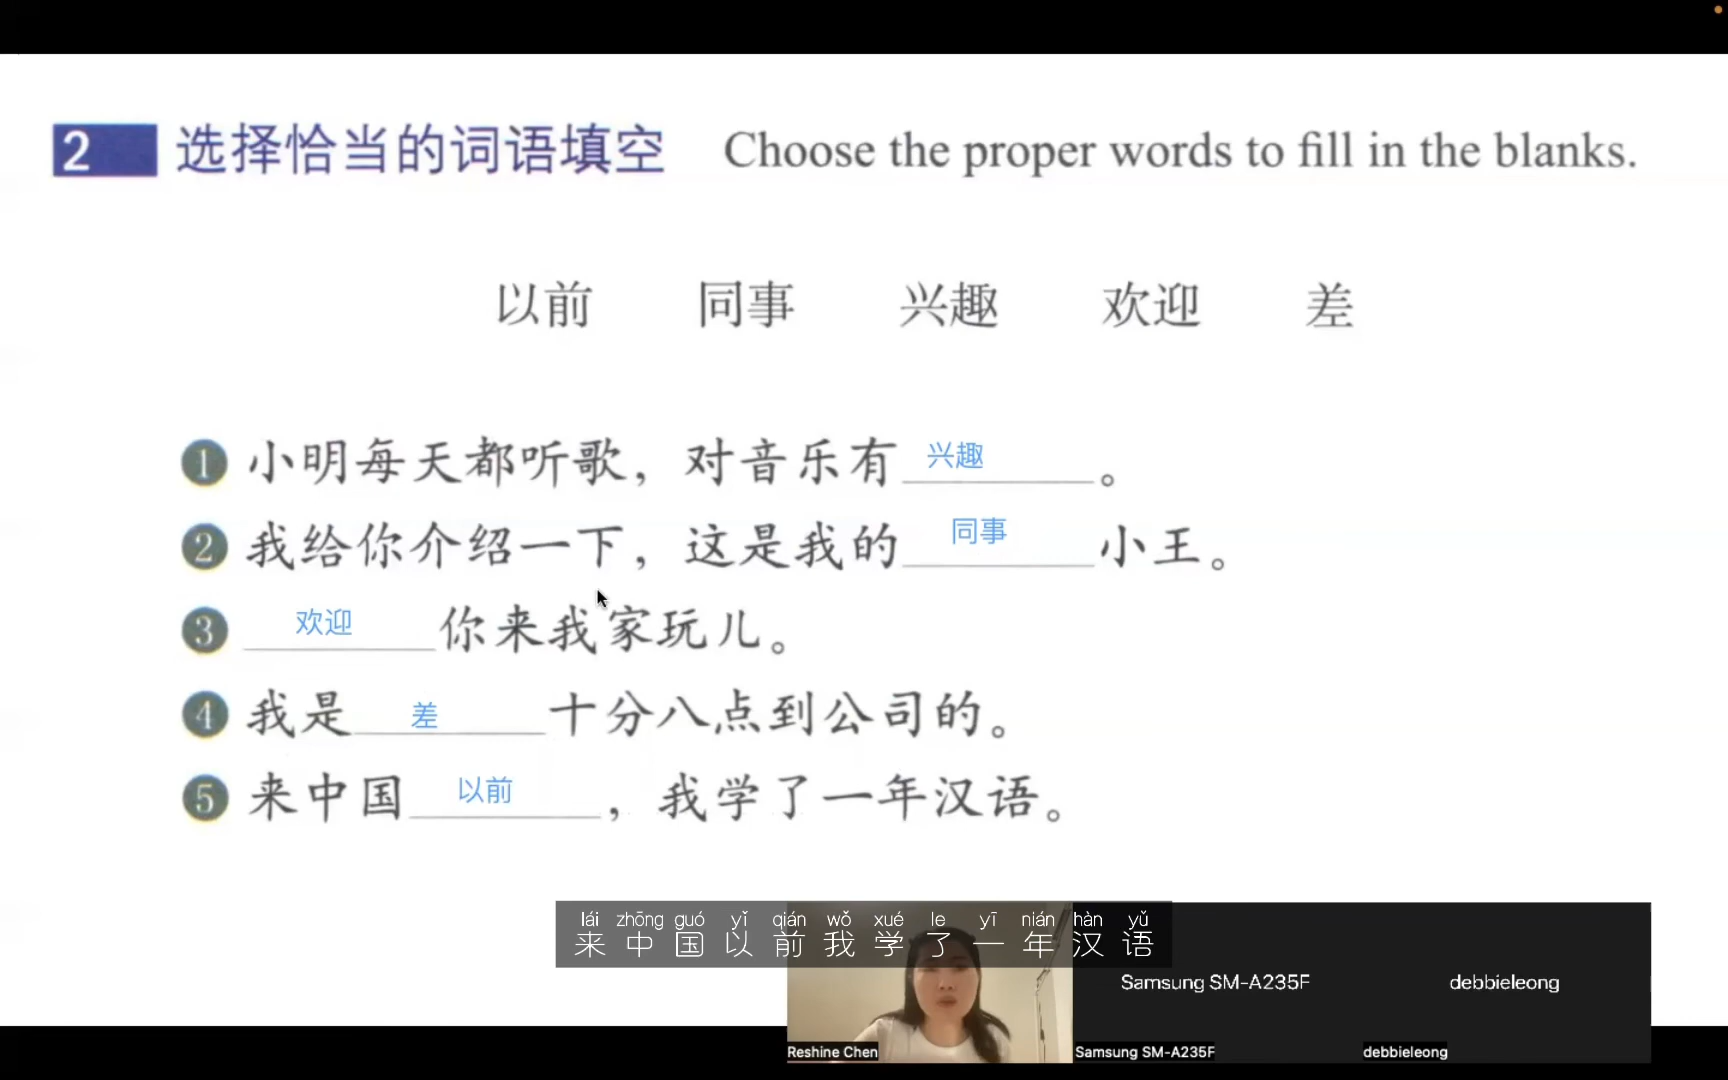 2 选择恰当的词语填空 Choose the proper words to fill in the blanks.
以前 同事 兴趣 欢迎 差
1 小明每天都听歌，对音乐有兴趣。
2 我给你介绍一下，这是我的同事小王。
3 欢迎你来我家玩儿。
4 我是差十分八点到公司的。
5 来中国以前，我学了一年汉语。
lái zhōng guó yǐ qián wǒ xué le yī nián hàn yǔ
来中国以前我学了一年汉语
Samsung SM-A235F debbieleong
Reshine Chen Samsung SM-A235F debbieleong